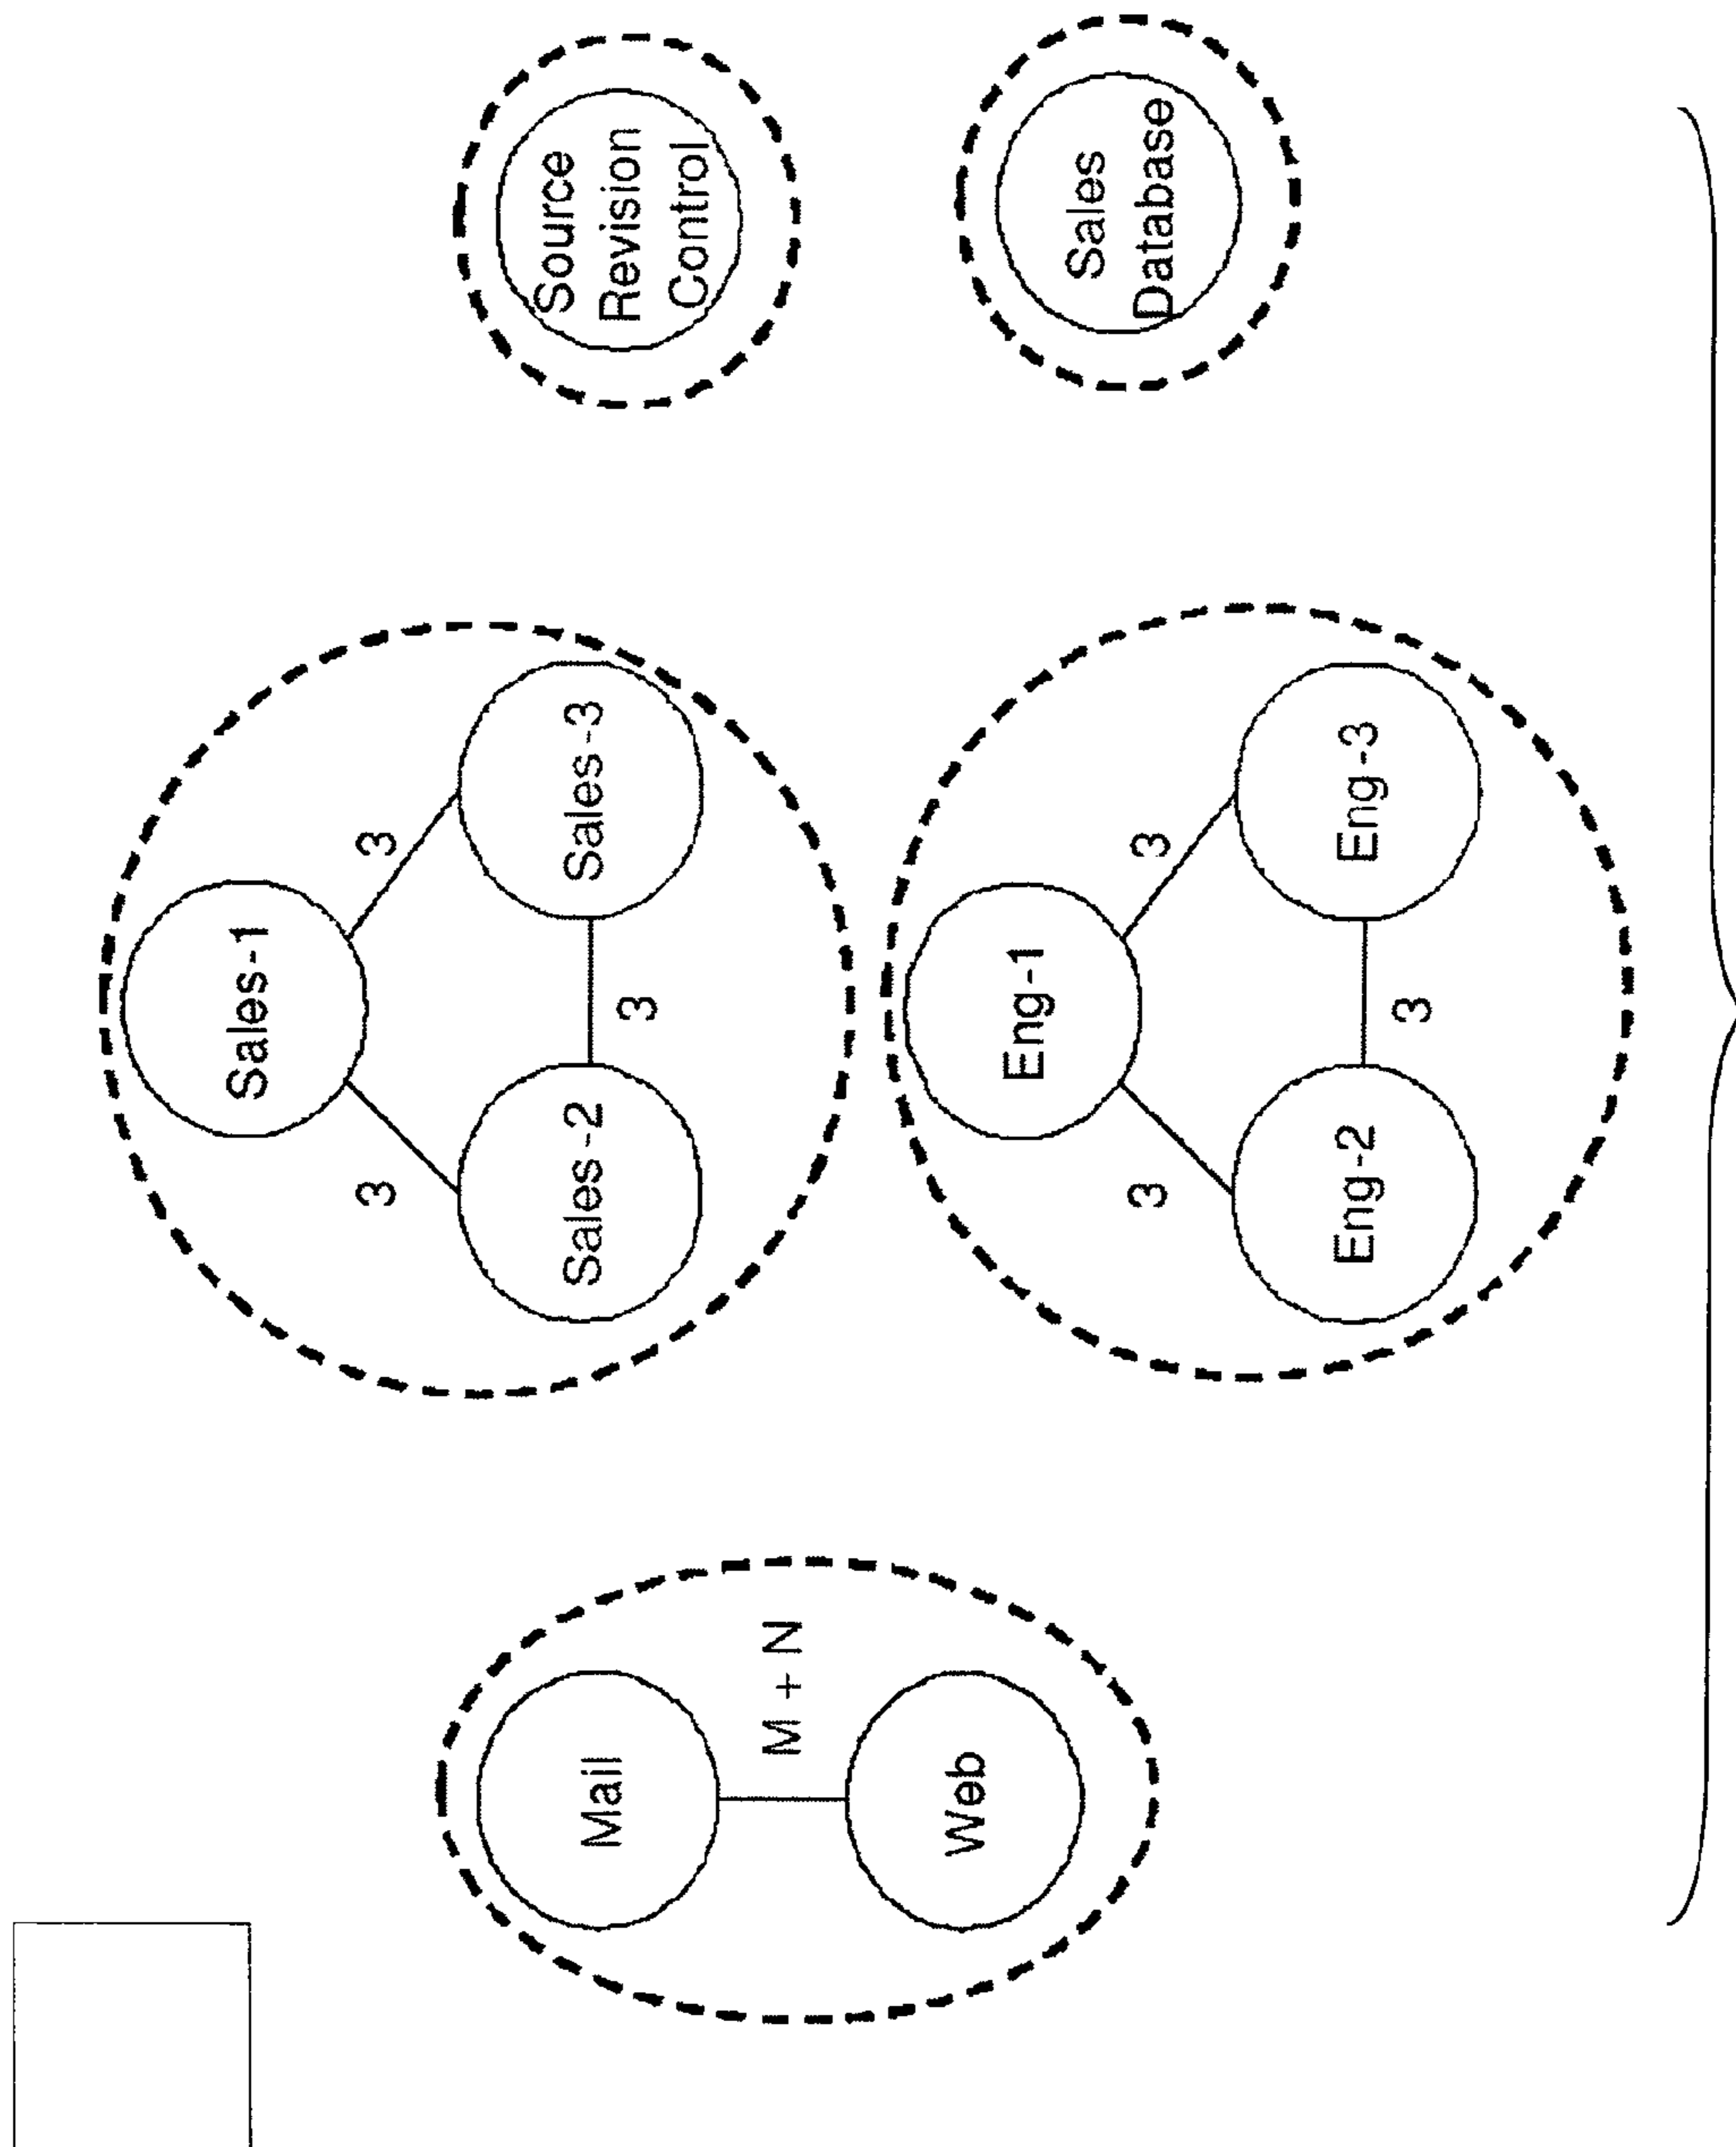 Mail
M + N
Web
Sales-1
3
3
Sales-2
3
Sales-3
Eng-1
3
3
Eng-2
3
Eng-3
Source
Revision
Control
Sales
Database